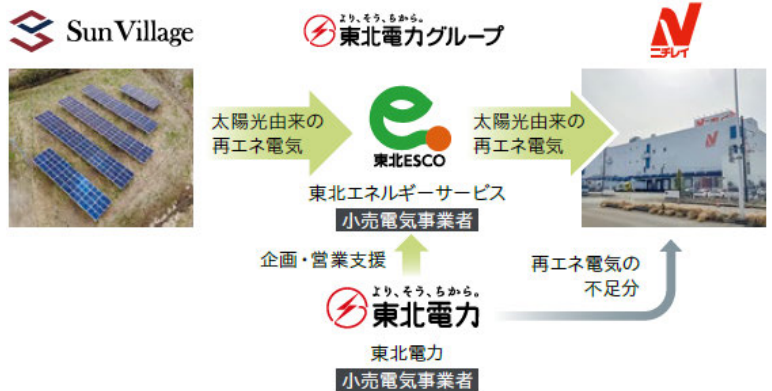 Sun Village
より、そう、ちから。
東北電力グループ
ニチレイ
太陽光由来の
再エネ電気
東北ESCO
太陽光由来の
再エネ電気
東北エネルギーサービス
小売電気事業者
企画・営業支援
再エネ電気の
不足分
より、そう、ちから。
東北電力
東北電力
小売電気事業者